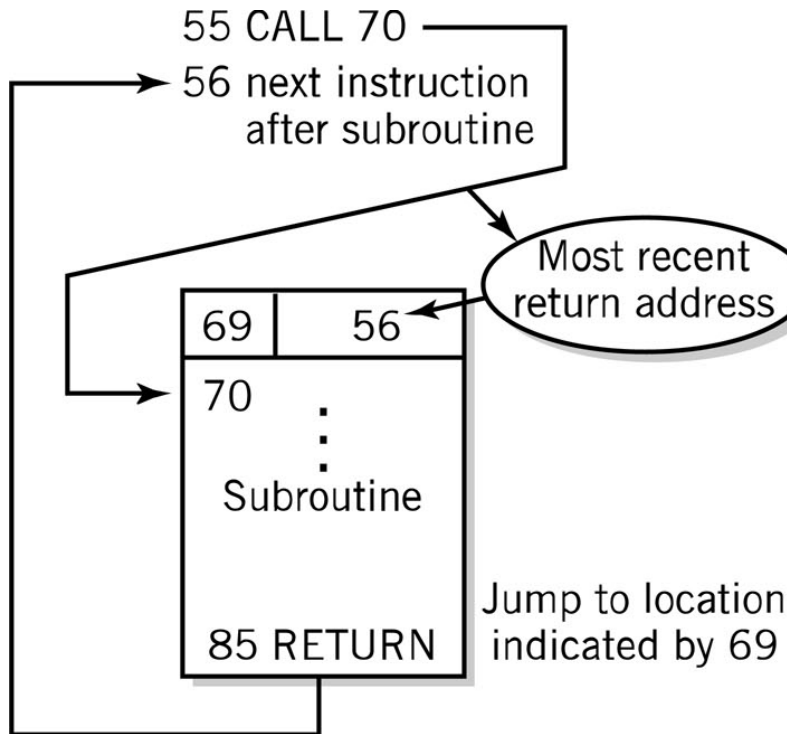 55 CALL 70
56 next instruction
after subroutine
Most recent
return address
69 56
70
Subroutine
Jump to location
85 RETURN
indicated by 69